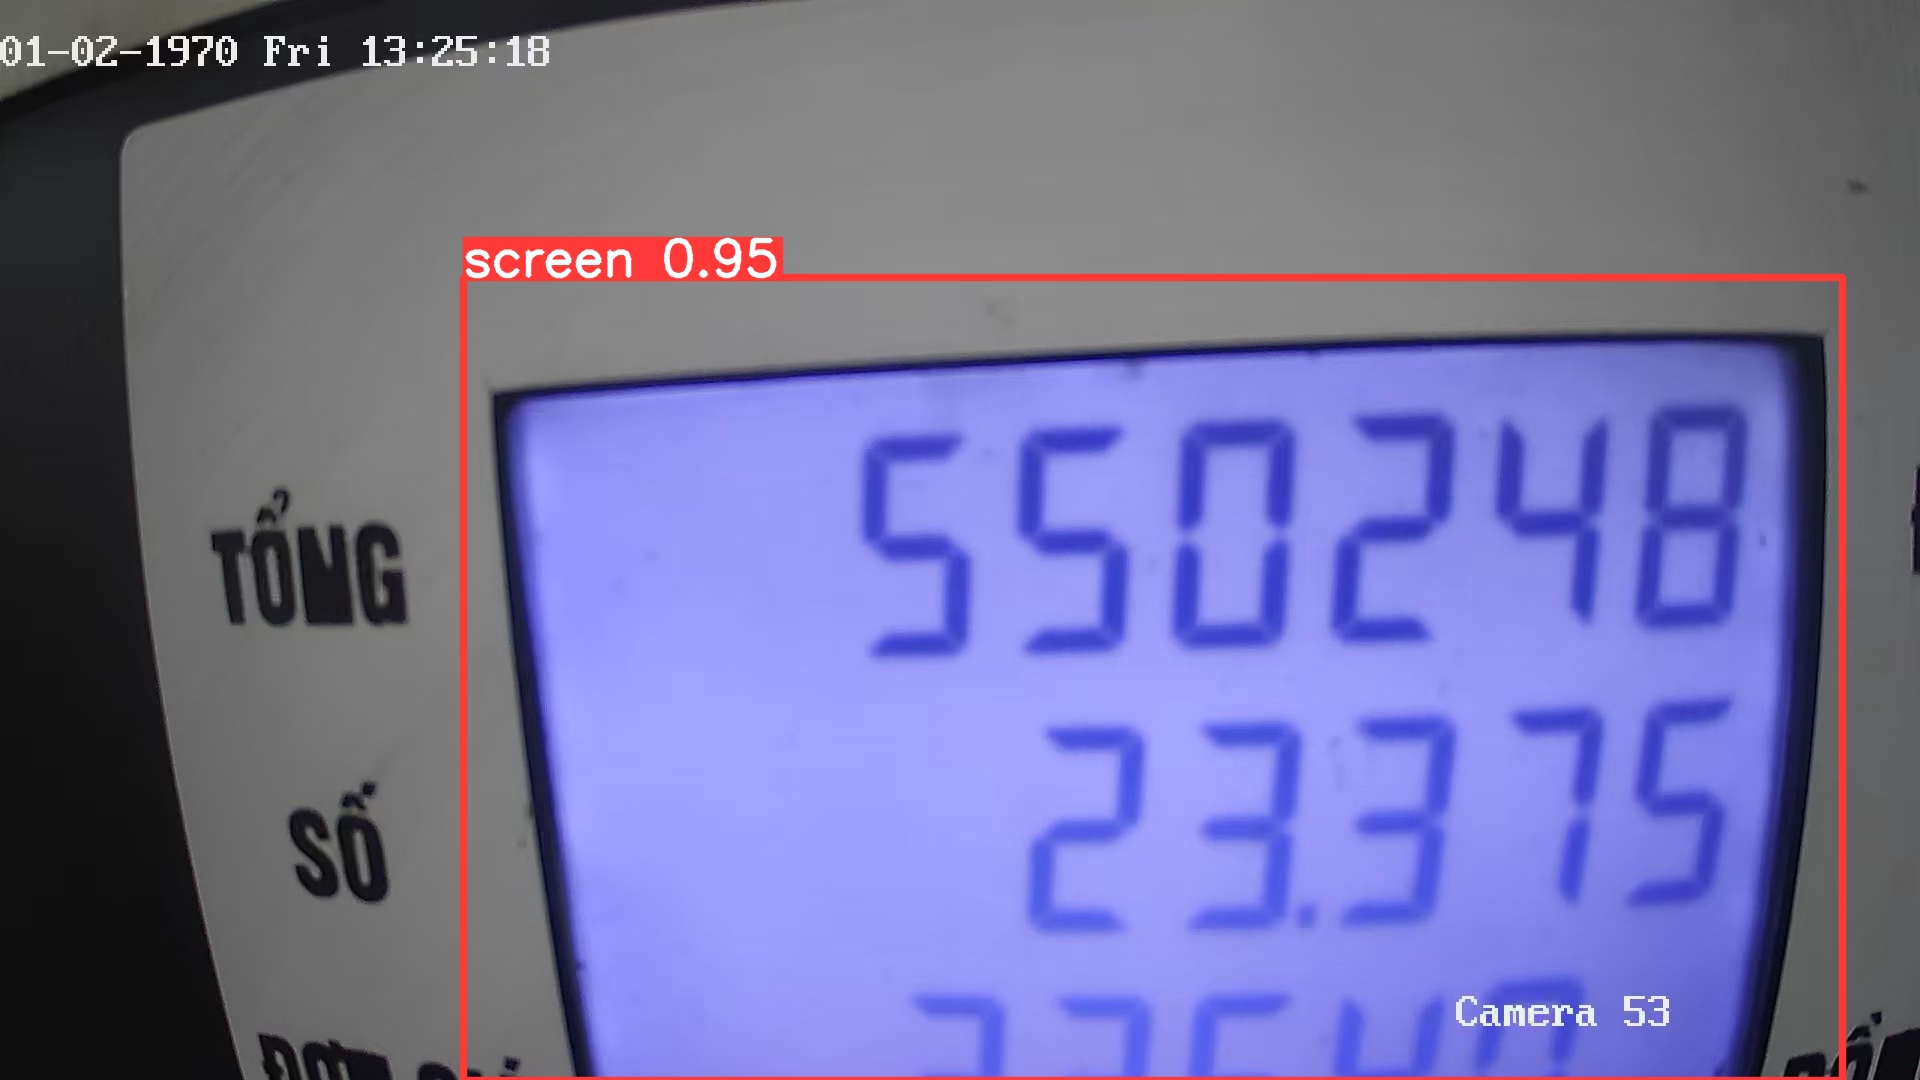 01-02-1970 Fri 13:25:18
screen 0.95
TỔNG 550248
SỐ 23.375
Camera 53